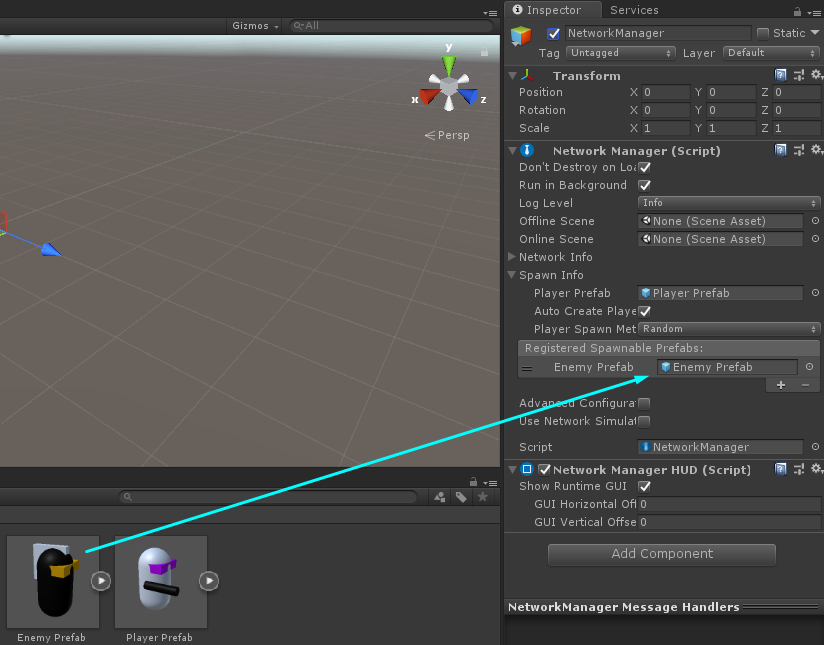 Inspector Services
Gizmos All
NetworkManager Static
Tag Untagged Layer Default
Transform
Position X 0 Y 0 Z 0
Rotation X 0 Y 0 Z 0
Scale X 1 Y 1 Z 1
y
x
z
Persp
Network Manager (Script)
Don't Destroy on Loa
Run in Background
Log Level Info
Offline Scene None (Scene Asset)
Online Scene None (Scene Asset)
Network Info
Spawn Info
Player Prefab Player Prefab
Auto Create Playe
Player Spawn Met Random
Registered Spawnable Prefabs:
Enemy Prefab Enemy Prefab
+ −
Advanced Configurat
Use Network Simulat
Script NetworkManager
Network Manager HUD (Script)
Show Runtime GUI
GUI Horizontal Off 0
GUI Vertical Offse 0
Add Component
NetworkManager Message Handlers
Enemy Prefab Player Prefab